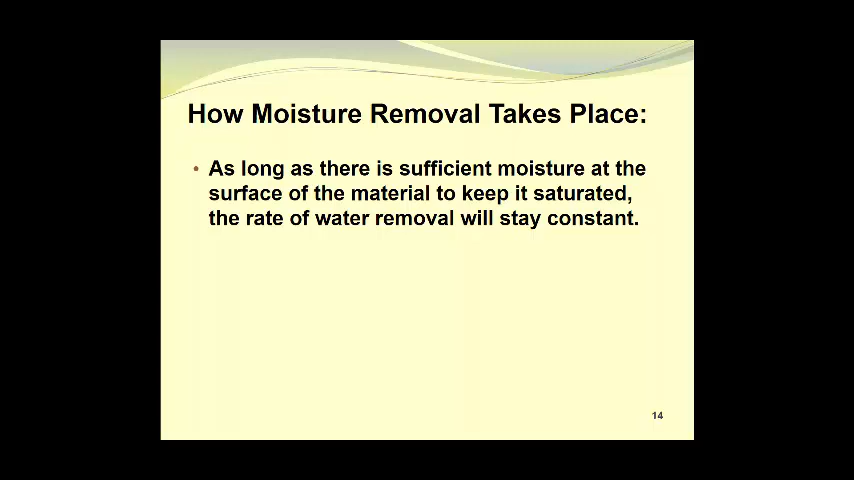 How Moisture Removal Takes Place:
• As long as there is sufficient moisture at the
surface of the material to keep it saturated,
the rate of water removal will stay constant.
14